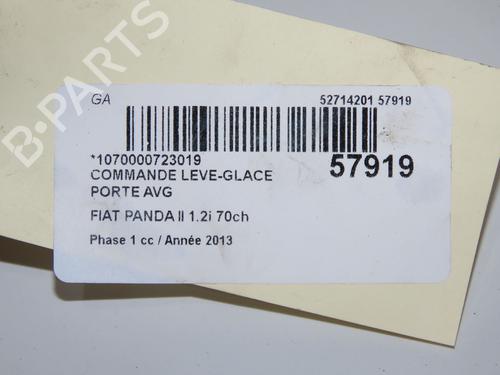 B-PARTS
GA
52714201 57919
*1070000723019
57919
COMMANDE LEVE-GLACE
PORTE AVG
FIAT PANDA II 1.2i 70ch
Phase 1 cc / Année 2013